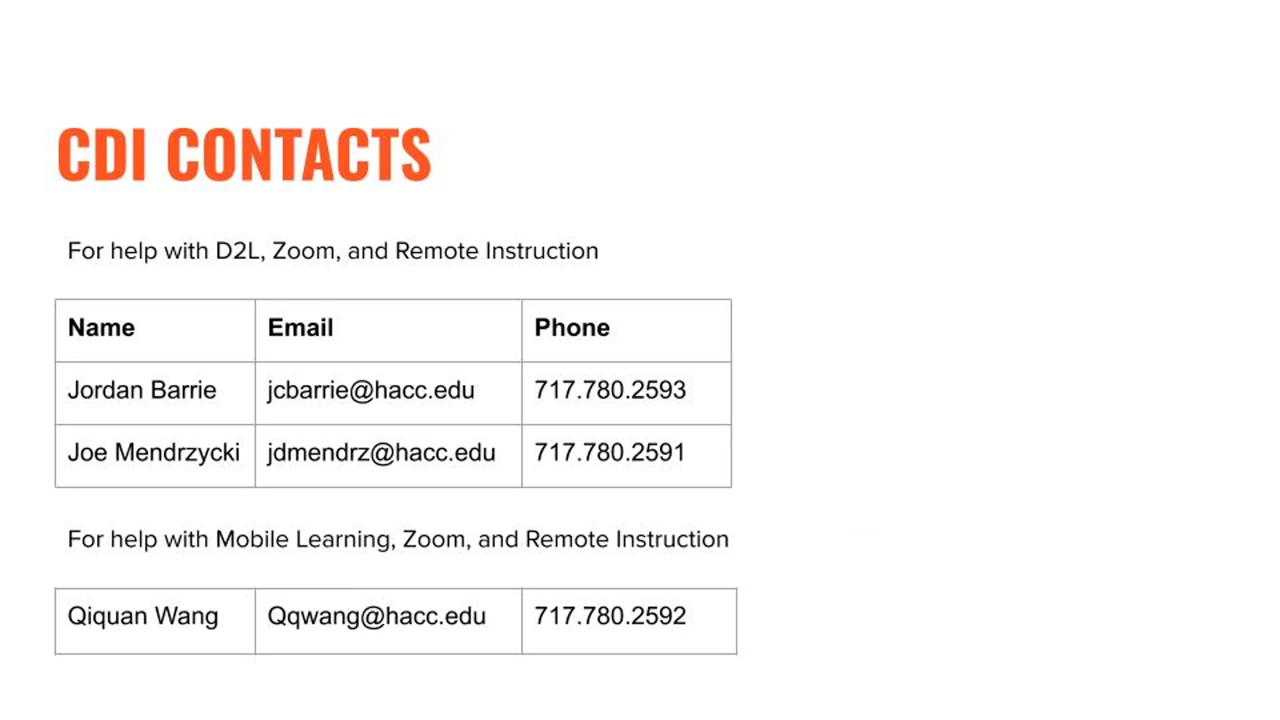 CDI CONTACTS
For help with D2L, Zoom, and Remote Instruction
Name Email Phone
Jordan Barrie jcbarrie@hacc.edu 717.780.2593
Joe Mendrzycki jdmendrz@hacc.edu 717.780.2591
For help with Mobile Learning, Zoom, and Remote Instruction
Qiquan Wang Qqwang@hacc.edu 717.780.2592